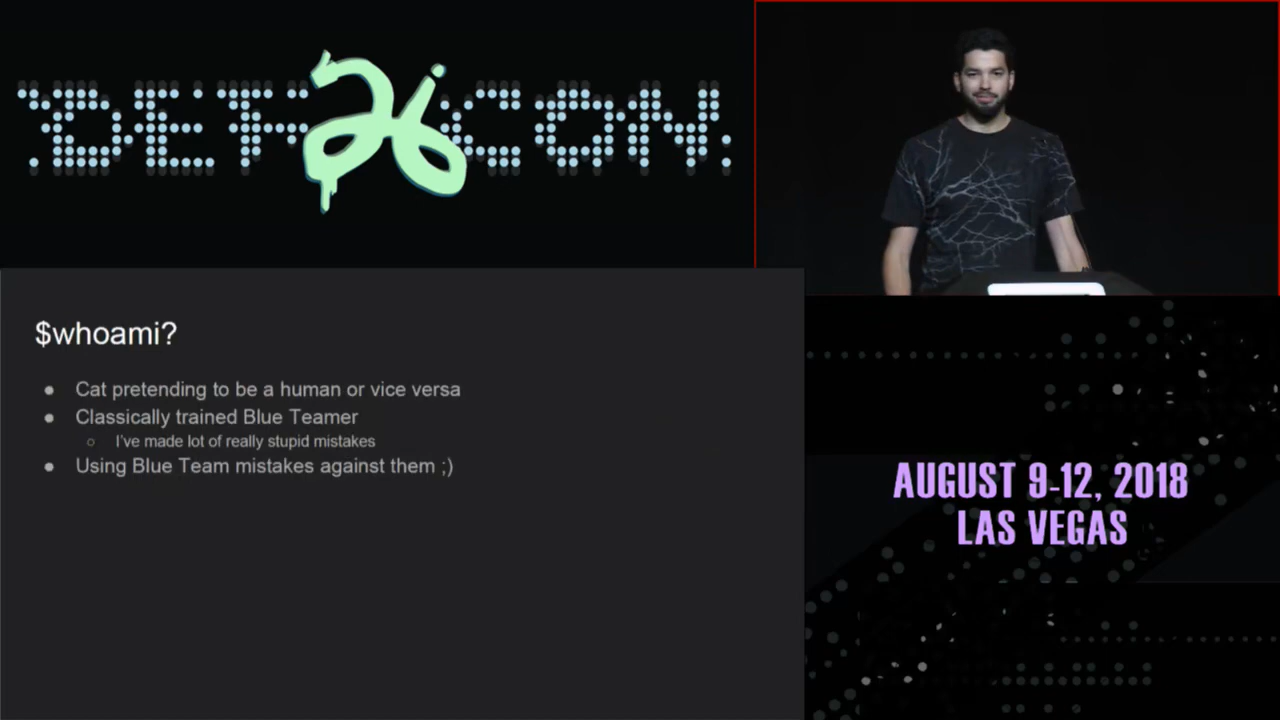 DEF 26 CON
$whoami?
Cat pretending to be a human or vice versa
Classically trained Blue Teamer
I've made lot of really stupid mistakes
Using Blue Team mistakes against them ;)
AUGUST 9-12, 2018
LAS VEGAS